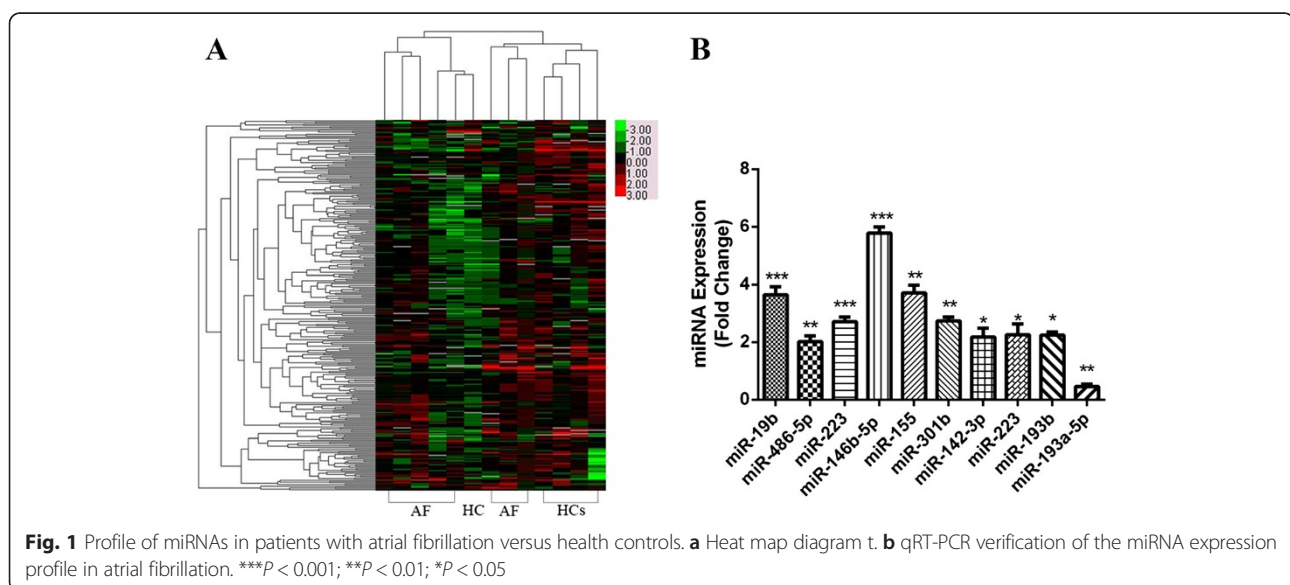 A
B
-3.00
-2.00
-1.00
0.00
1.00
2.00
3.00
AF HC AF HCs
miRNA Expression
(Fold Change)
8
6
4
2
0
*** ** *** *** ** ** * * * **
miR-19b
miR-486-5p
miR-223
miR-146b-5p
miR-155
miR-301b
miR-142-3p
miR-223
miR-193b
miR-193a-5p
Fig. 1 Profile of miRNAs in patients with atrial fibrillation versus health controls. a Heat map diagram t. b qRT-PCR verification of the miRNA expression
profile in atrial fibrillation. ***P < 0.001; **P < 0.01; *P < 0.05